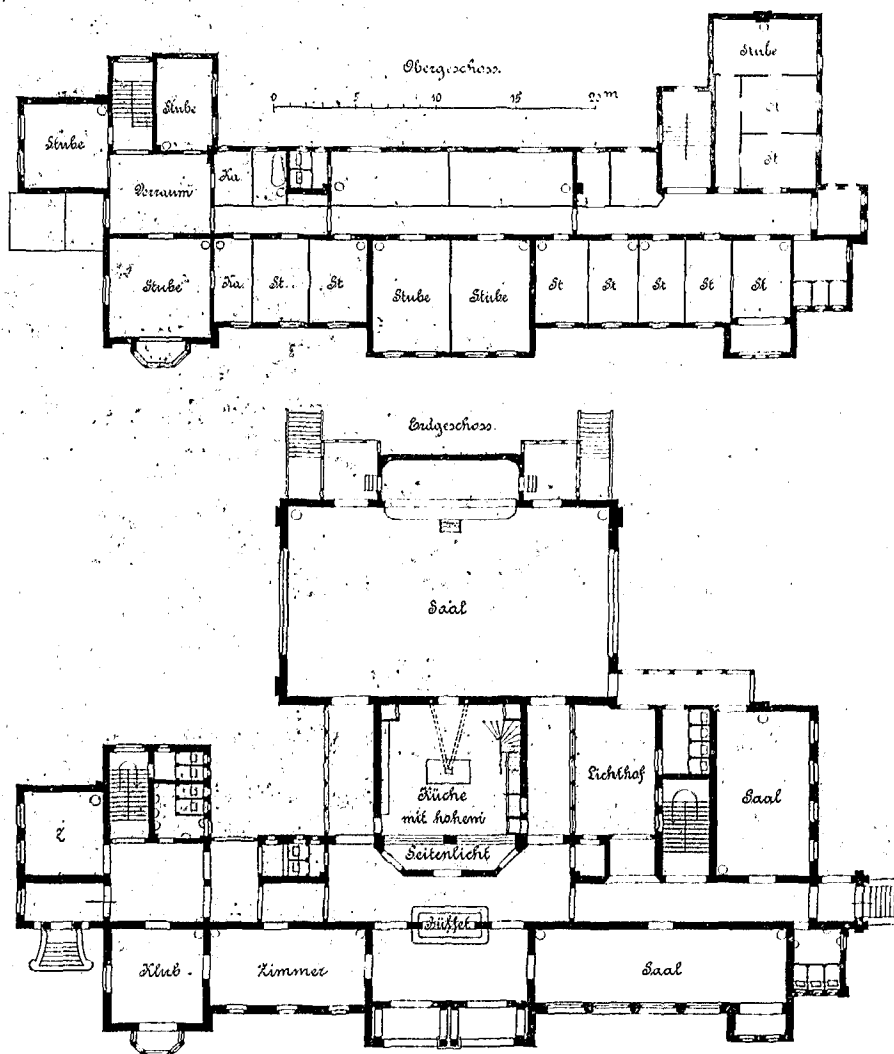 Obergeschoss.
0 5 10 15 20 m
Stube
Stube
Stube
St
St
Vorraum
Ka.
Stube
Ka.
St.
St
Stube
Stube
St
St
St
St
St
Erdgeschoss.
Saal
Küche
mit hohem
Seitenlicht
Lichthof
Saal
Z
Büffet
Klub-
Zimmer
Saal